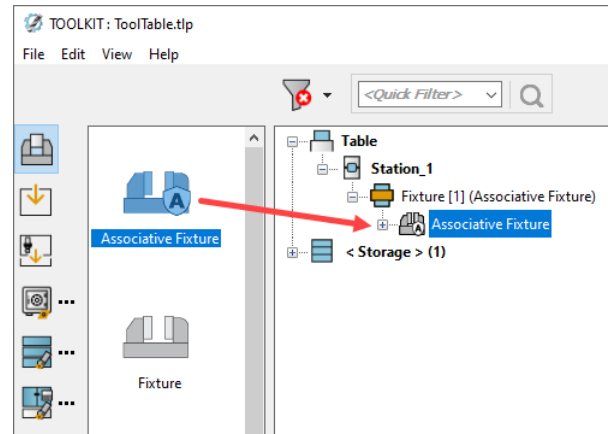 TOOLKIT : ToolTable.tlp
File Edit View Help
<Quick Filter>
Table
Station_1
Fixture [1] (Associative Fixture)
Associative Fixture
< Storage > (1)
A
Associative Fixture
A
Fixture